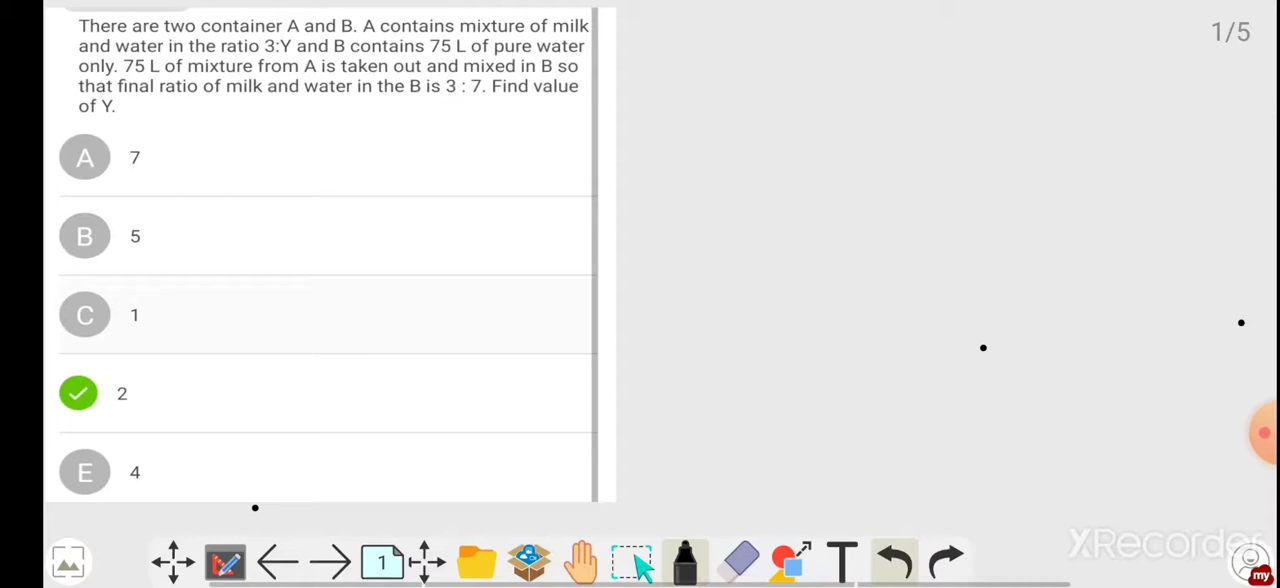 There are two container A and B. A contains mixture of milk
and water in the ratio 3:Y and B contains 75 L of pure water
only. 75 L of mixture from A is taken out and mixed in B so
that final ratio of milk and water in the B is 3 : 7. Find value
of Y.
1/5
A 7
B 5
C 1
2
E 4
1
T
XRecorder
my